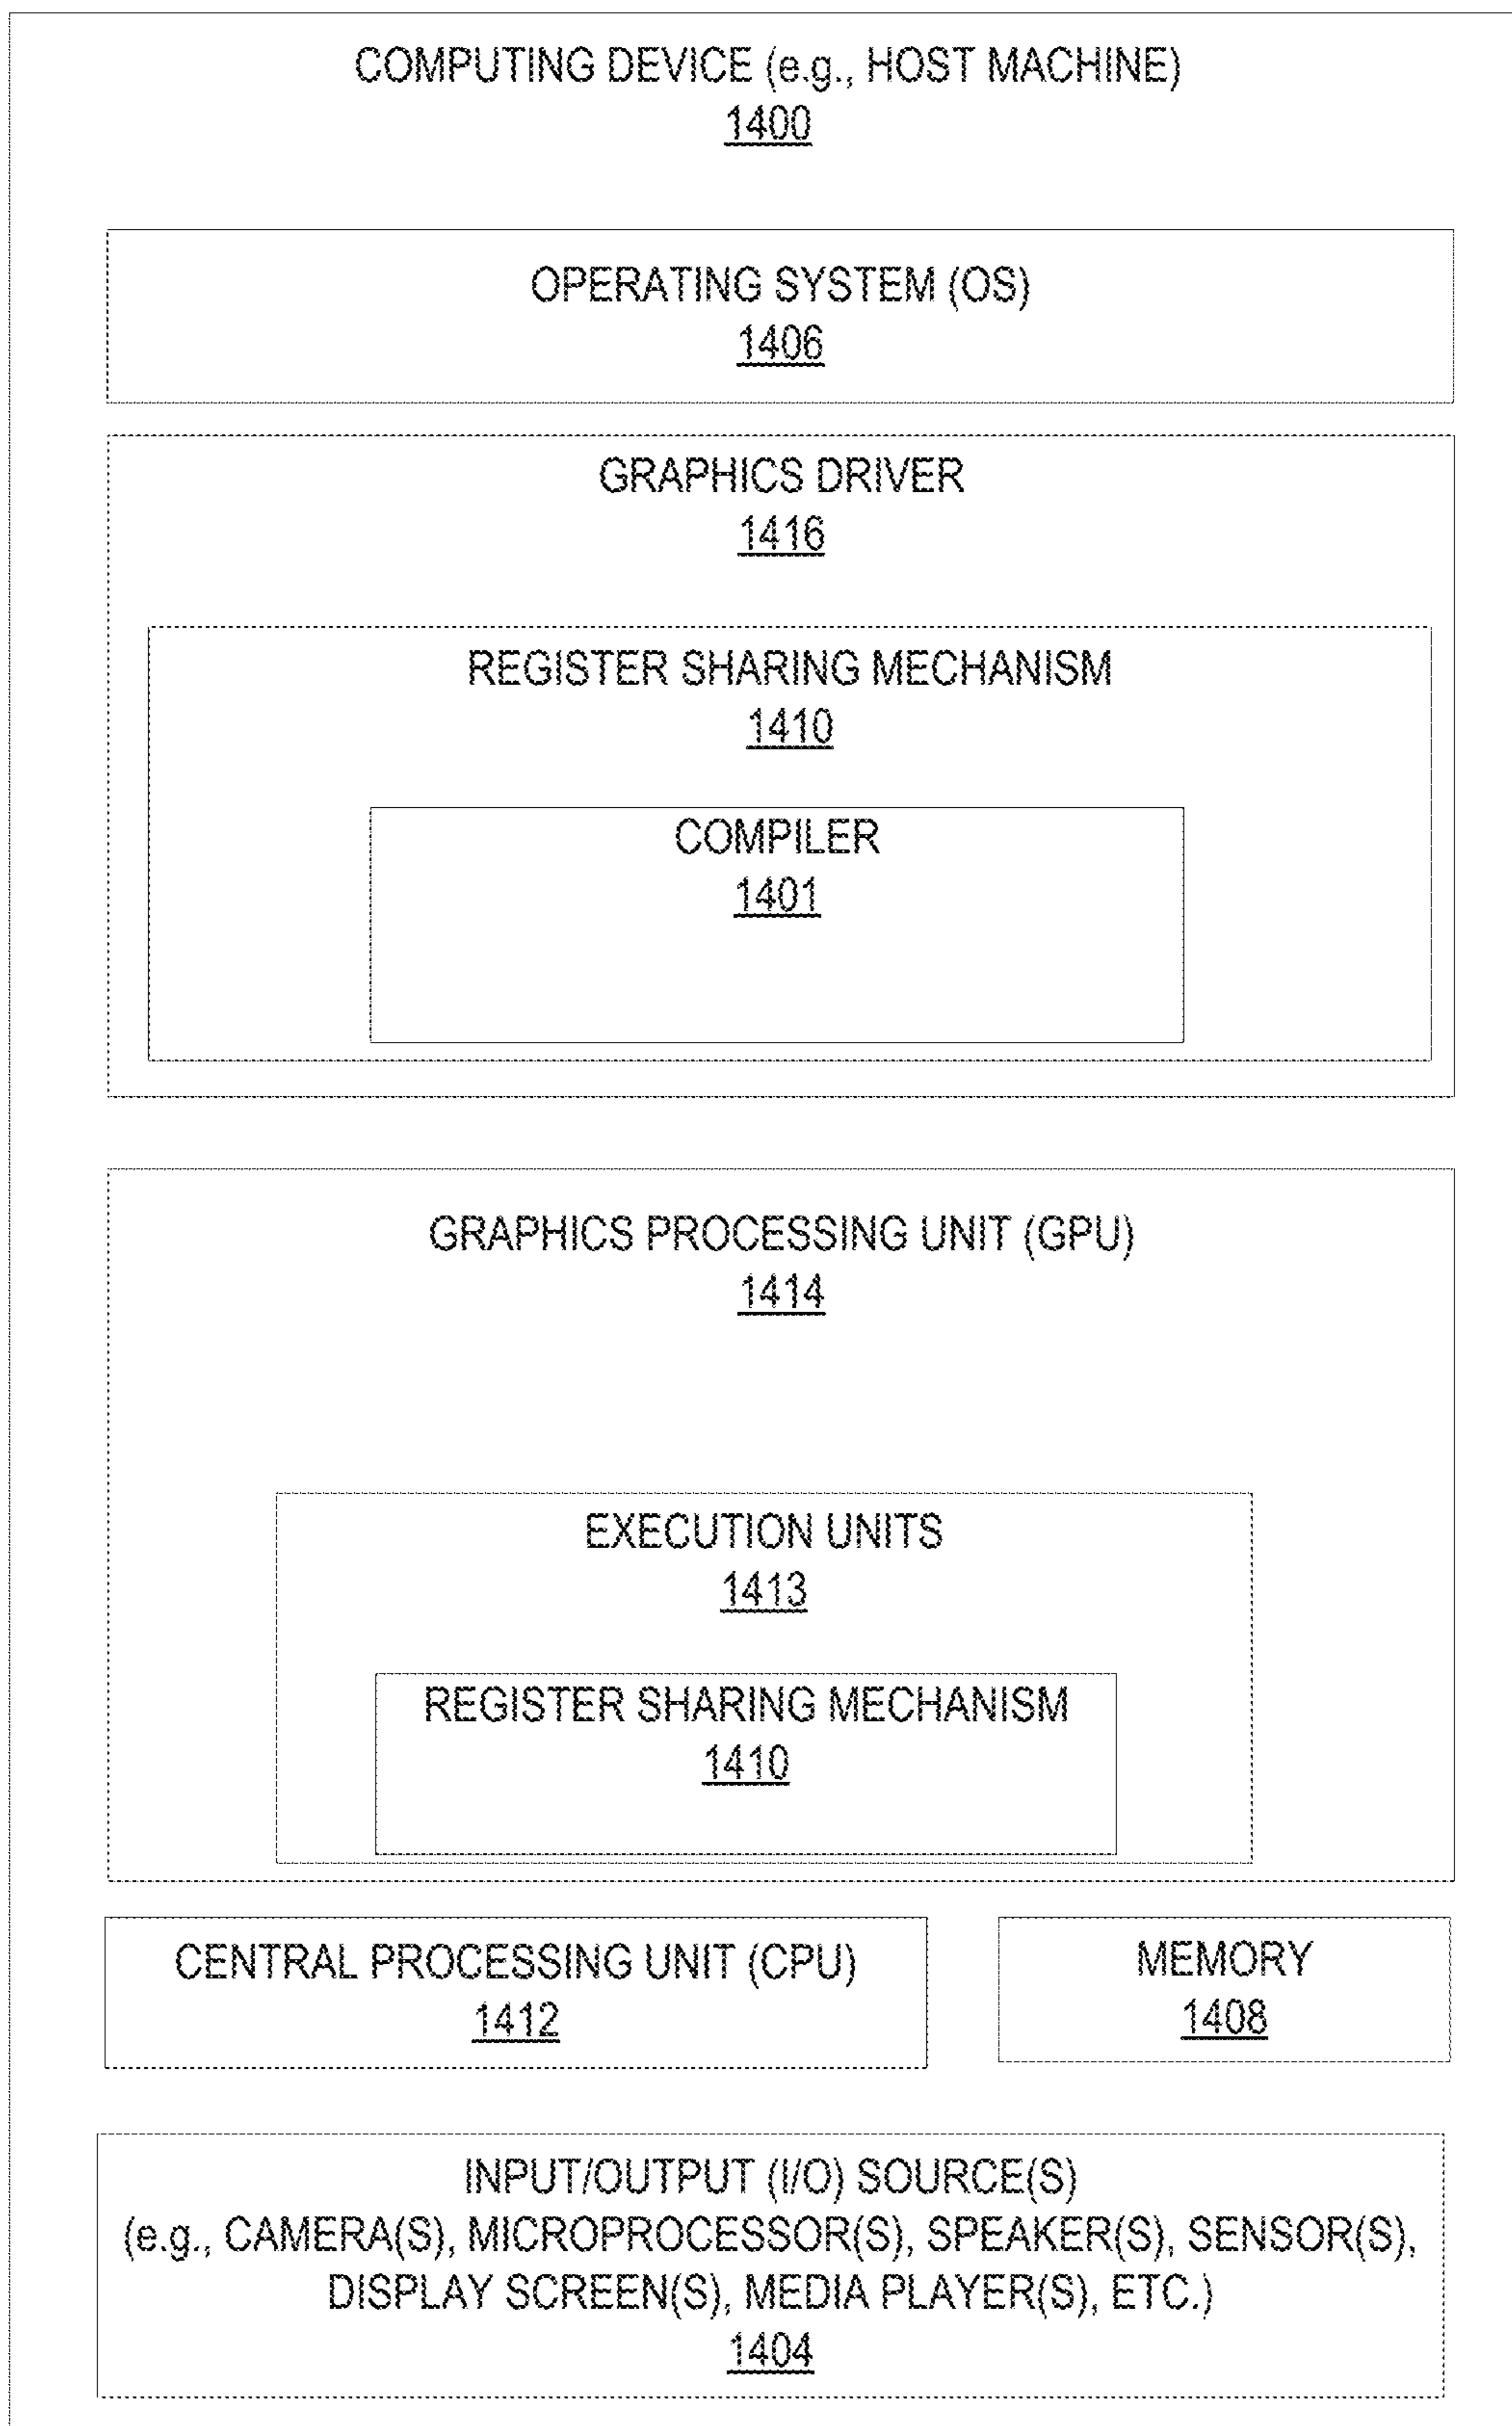 COMPUTING DEVICE (e.g., HOST MACHINE)
1400
OPERATING SYSTEM (OS)
1406
GRAPHICS DRIVER
1416
REGISTER SHARING MECHANISM
1410
COMPILER
1401
GRAPHICS PROCESSING UNIT (GPU)
1414
EXECUTION UNITS
1413
REGISTER SHARING MECHANISM
1410
CENTRAL PROCESSING UNIT (CPU)
1412
MEMORY
1408
INPUT/OUTPUT (I/O) SOURCE(S)
(e.g., CAMERA(S), MICROPROCESSOR(S), SPEAKER(S), SENSOR(S),
DISPLAY SCREEN(S), MEDIA PLAYER(S), ETC.)
1404